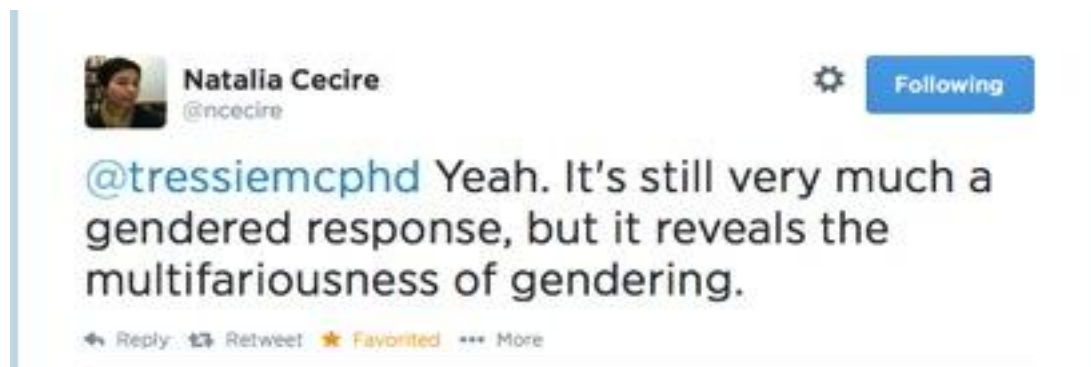 Natalia Cecire
@ncecire
Following
@tressiemcphd Yeah. It's still very much a
gendered response, but it reveals the
multifariousness of gendering.
Reply Retweet Favorited More